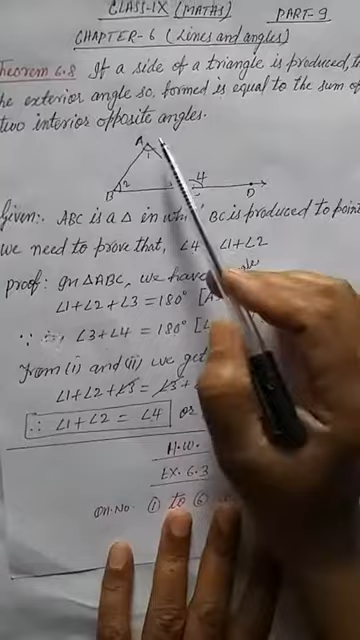 CLASS-IX (MATHS) PART-9
CHAPTER-6 (Lines and angles)
Theorem 6.8 If a side of a triangle is produced,
the exterior angle so, formed is equal to the sum of
two interior opposite angles.
A
1
4
B 2 D
Given:. ABC is a Δ in BC is produced to point
we need to prove that, ∠4 ∠1+∠2
proof: In ΔABC, we have
∠1+∠2+∠3 = 180° [
∠3+∠4 = 180° [
From (i) and (ii) we get
∠1+∠2+∠3 = ∠3+
∴ ∠1+∠2 = ∠4 or
H.W.
EX. 6.3
① to ⑥